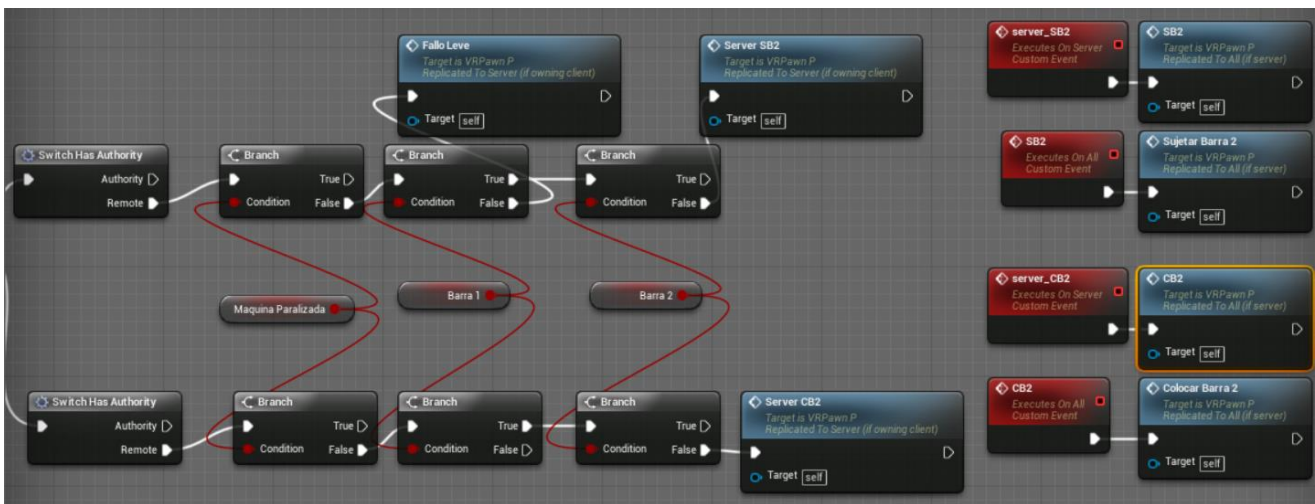 Fallo Leve
Target is VRPawn P
Replicated To Server (if owning client)
Target self
Server SB2
Target is VRPawn P
Replicated To Server (if owning client)
Target self
server_SB2
Executes On Server
Custom Event
SB2
Target is VRPawn P
Replicated To All (if server)
Target self
Switch Has Authority
Authority
Remote
Branch
True
Condition False
Branch
True
Condition False
Branch
True
Condition False
SB2
Executes On All
Custom Event
Sujetar Barra 2
Target is VRPawn P
Replicated To All (if server)
Target self
Maquina Paralizada
Barra 1
Barra 2
server_CB2
Executes On Server
Custom Event
CB2
Target is VRPawn P
Replicated To All (if server)
Target self
Switch Has Authority
Authority
Remote
Branch
True
Condition False
Branch
True
Condition False
Branch
True
Condition False
Server CB2
Target is VRPawn P
Replicated To Server (if owning client)
Target self
CB2
Executes On All
Custom Event
Colocar Barra 2
Target is VRPawn P
Replicated To All (if server)
Target self